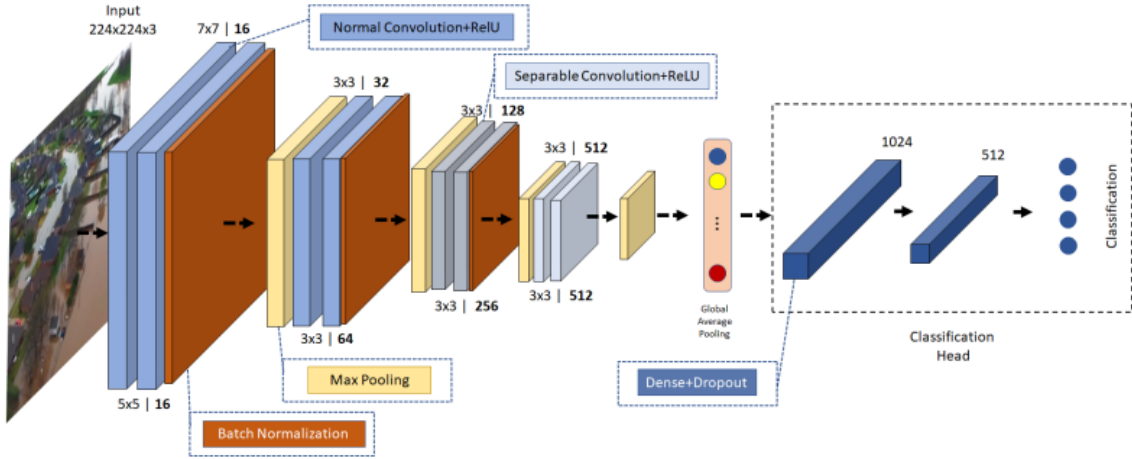 Input
224x224x3
7x7 | 16
Normal Convolution+RelU
3x3 | 32
Separable Convolution+ReLU
3x3 | 128
3x3 | 512
1024
512
Classification
5x5 | 16
3x3 | 64
3x3 | 256
3x3 | 512
Global
Average
Pooling
Classification
Head
Max Pooling
Dense+Dropout
Batch Normalization